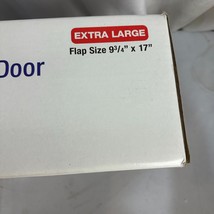 EXTRA LARGE
Flap Size 9³/₄" x 17"
Door